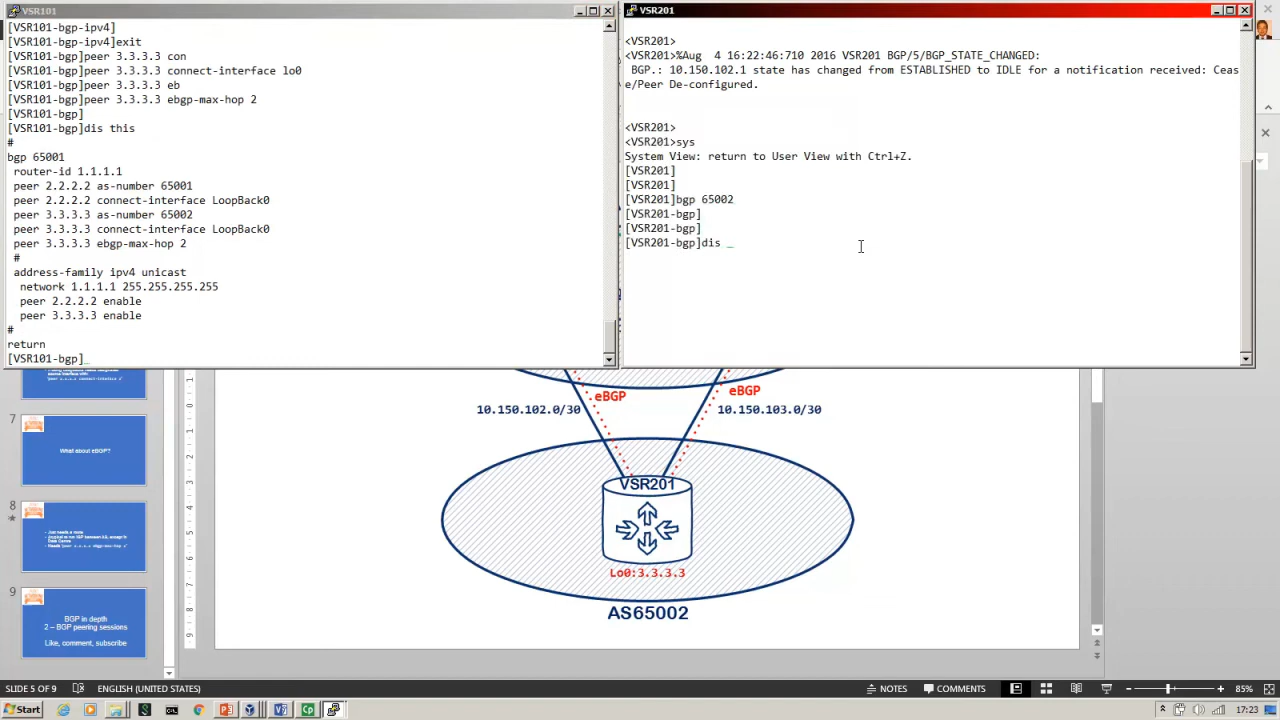 VSR101
[VSR101-bgp-ipv4]
[VSR101-bgp-ipv4]exit
[VSR101-bgp]peer 3.3.3.3 con
[VSR101-bgp]peer 3.3.3.3 connect-interface lo0
[VSR101-bgp]peer 3.3.3.3 eb
[VSR101-bgp]peer 3.3.3.3 ebgp-max-hop 2
[VSR101-bgp]
[VSR101-bgp]dis this
#
bgp 65001
 router-id 1.1.1.1
 peer 2.2.2.2 as-number 65001
 peer 2.2.2.2 connect-interface LoopBack0
 peer 3.3.3.3 as-number 65002
 peer 3.3.3.3 connect-interface LoopBack0
 peer 3.3.3.3 ebgp-max-hop 2
 #
 address-family ipv4 unicast
  network 1.1.1.1 255.255.255.255
  peer 2.2.2.2 enable
  peer 3.3.3.3 enable
#
return
[VSR101-bgp]_
VSR201
<VSR201>
<VSR201>%Aug  4 16:22:46:710 2016 VSR201 BGP/5/BGP_STATE_CHANGED:
 BGP.: 10.150.102.1 state has changed from ESTABLISHED to IDLE for a notification received: Ceas
e/Peer De-configured.
<VSR201>
<VSR201>sys
System View: return to User View with Ctrl+Z.
[VSR201]
[VSR201]
[VSR201]bgp 65002
[VSR201-bgp]
[VSR201-bgp]
[VSR201-bgp]dis _
7
What about eBGP?
8
9
BGP in depth
2 – BGP peering sessions
Like, comment, subscribe
eBGP
eBGP
10.150.102.0/30
10.150.103.0/30
VSR201
Lo0:3.3.3.3
AS65002
1
1
2
3
4
5
6
7
8
9
SLIDE 5 OF 9
ENGLISH (UNITED STATES)
NOTES
COMMENTS
85%
Start
17:23